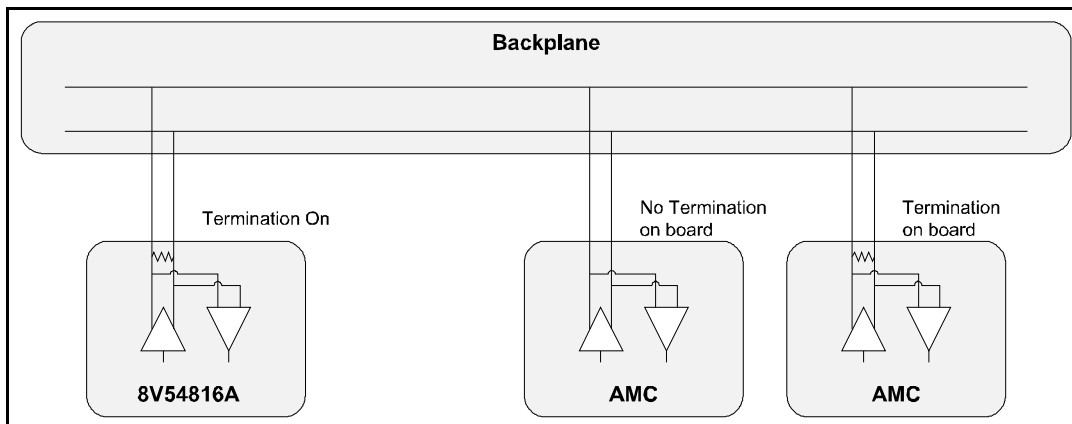 Backplane
Termination On
No Termination
on board
Termination
on board
8V54816A
AMC
AMC